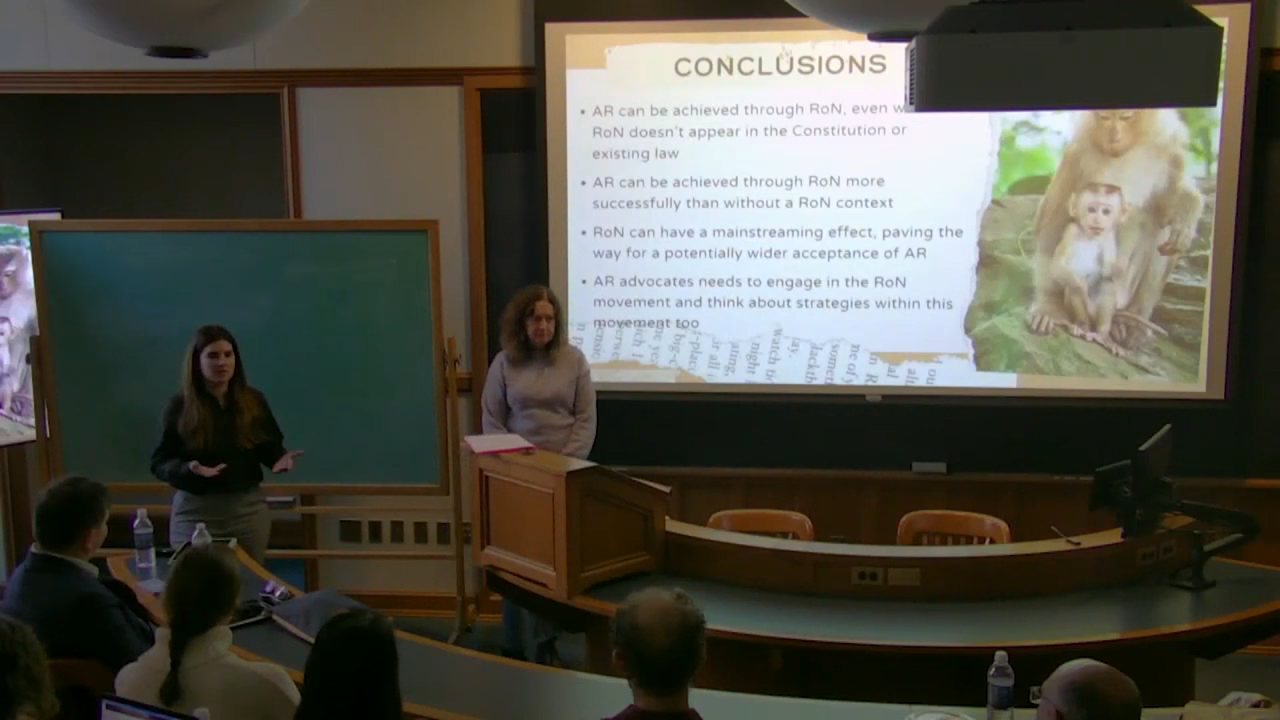 CONCLUSIONS
• AR can be achieved through RoN, even
RoN doesn't appear in the Constitution or
existing law
• AR can be achieved through RoN more
successfully than without a RoN context
• RoN can have a mainstreaming effect, paving the
way for a potentially wider acceptance of AR
• AR advocates needs to engage in the RoN
movement and think about strategies within this
movement too
night
watch